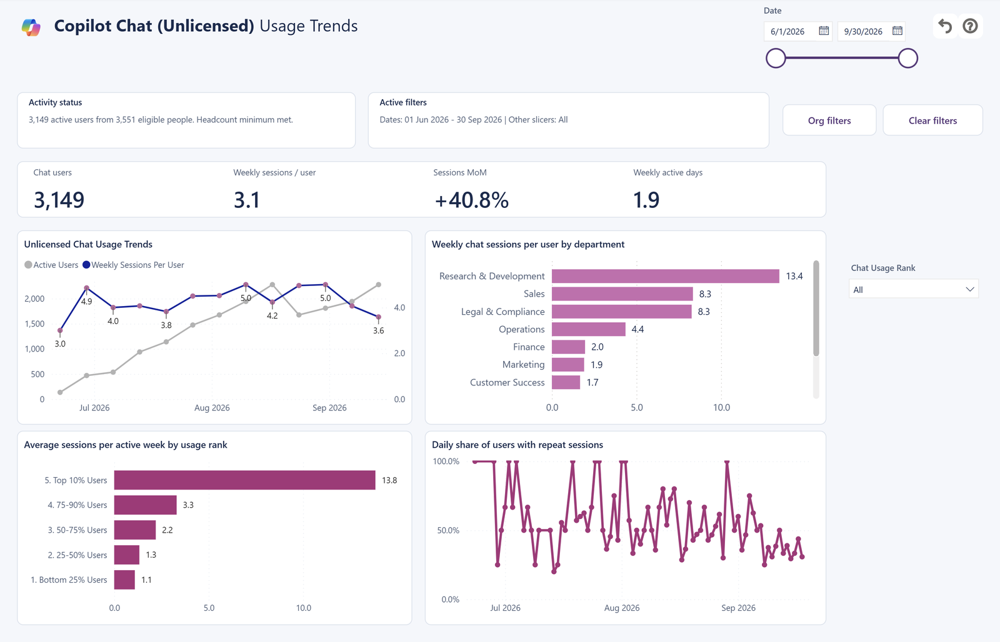 Copilot Chat (Unlicensed) Usage Trends
Date
6/1/2026
9/30/2026
Activity status
3,149 active users from 3,551 eligible people. Headcount minimum met.
Active filters
Dates: 01 Jun 2026 - 30 Sep 2026 | Other slicers: All
Org filters
Clear filters
Chat users
3,149
Weekly sessions / user
3.1
Sessions MoM
+40.8%
Weekly active days
1.9
Unlicensed Chat Usage Trends
Active Users
Weekly Sessions Per User
2,000
1,500
1,000
500
0
4.0
2.0
0.0
3.0
4.9
4.0
3.8
5.0
4.2
5.0
3.6
Jul 2026
Aug 2026
Sep 2026
Weekly chat sessions per user by department
Research & Development
13.4
Sales
8.3
Legal & Compliance
8.3
Operations
4.4
Finance
2.0
Marketing
1.9
Customer Success
1.7
0.0
5.0
10.0
Chat Usage Rank
All
Average sessions per active week by usage rank
5. Top 10% Users
13.8
4. 75-90% Users
3.3
3. 50-75% Users
2.2
2. 25-50% Users
1.3
1. Bottom 25% Users
1.1
0.0
5.0
10.0
Daily share of users with repeat sessions
100.0%
50.0%
0.0%
Jul 2026
Aug 2026
Sep 2026